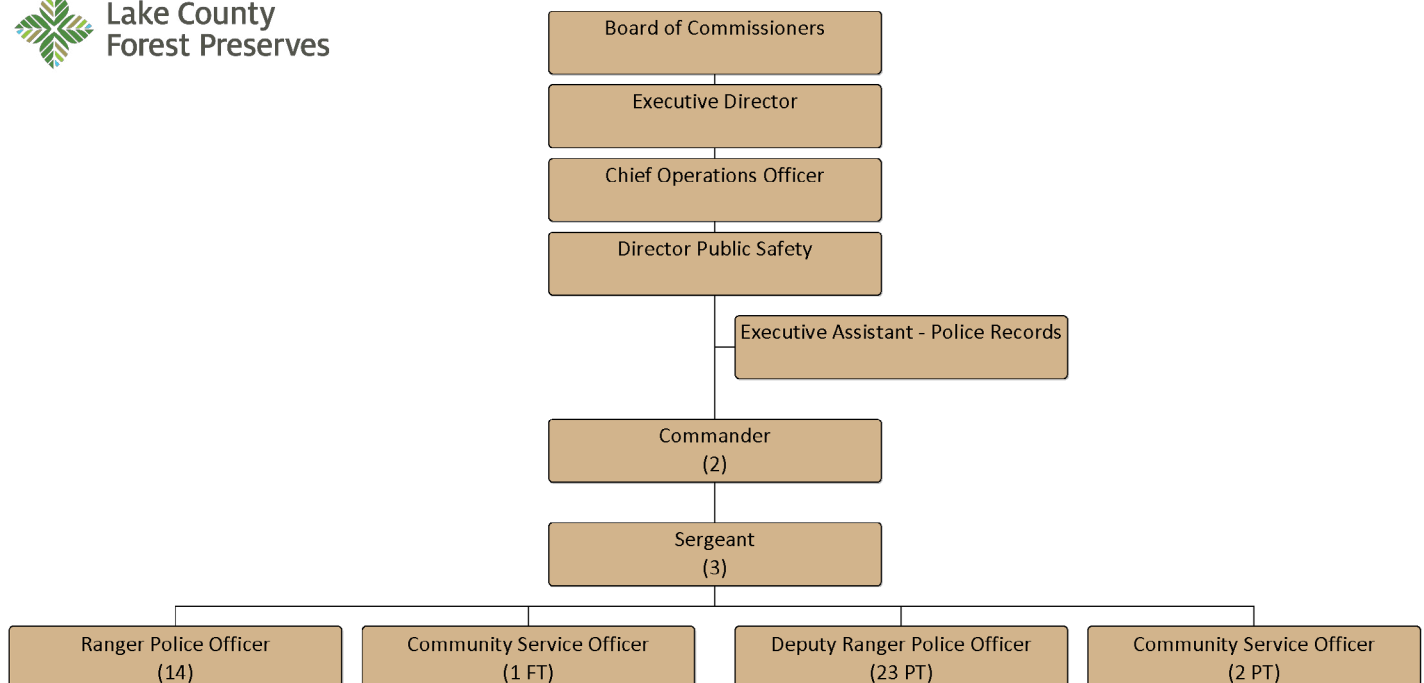 Lake County
Forest Preserves
Board of Commissioners
Executive Director
Chief Operations Officer
Director Public Safety
Executive Assistant - Police Records
Commander
(2)
Sergeant
(3)
Ranger Police Officer
(14)
Community Service Officer
(1 FT)
Deputy Ranger Police Officer
(23 PT)
Community Service Officer
(2 PT)